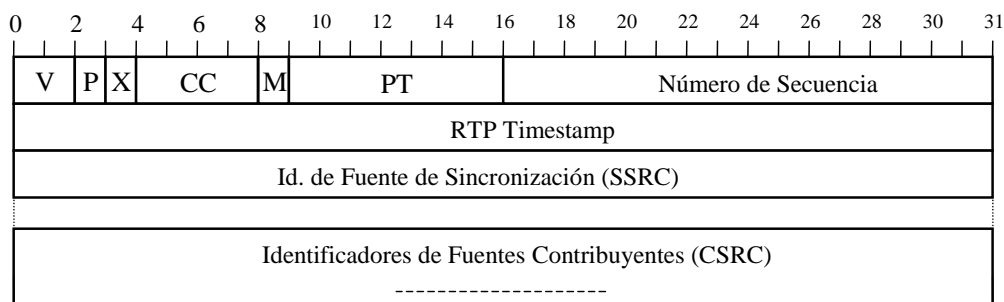 0 2 4 6 8 10 12 14 16 18 20 22 24 26 28 30 31
V P X CC M PT Número de Secuencia
RTP Timestamp
Id. de Fuente de Sincronización (SSRC)
Identificadores de Fuentes Contribuyentes (CSRC)
--------------------